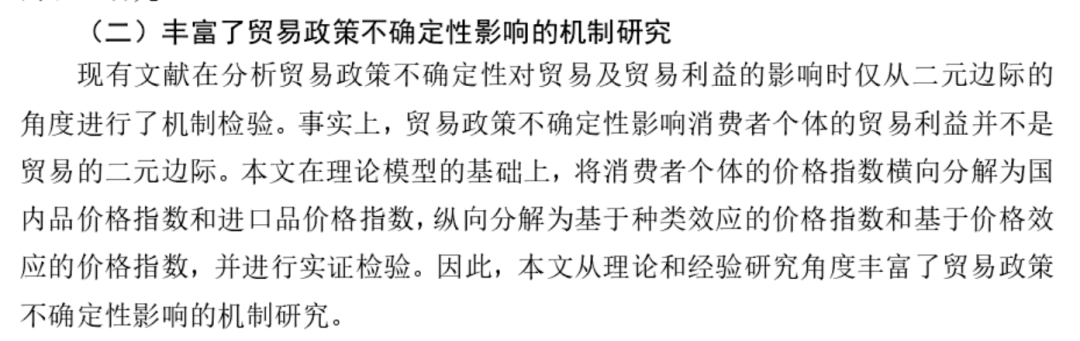 （二）丰富了贸易政策不确定性影响的机制研究
现有文献在分析贸易政策不确定性对贸易及贸易利益的影响时仅从二元边际的
角度进行了机制检验。事实上，贸易政策不确定性影响消费者个体的贸易利益并不是
贸易的二元边际。本文在理论模型的基础上，将消费者个体的价格指数横向分解为国
内品价格指数和进口品价格指数，纵向分解为基于种类效应的价格指数和基于价格效
应的价格指数，并进行实证检验。因此，本文从理论和经验研究角度丰富了贸易政策
不确定性影响的机制研究。